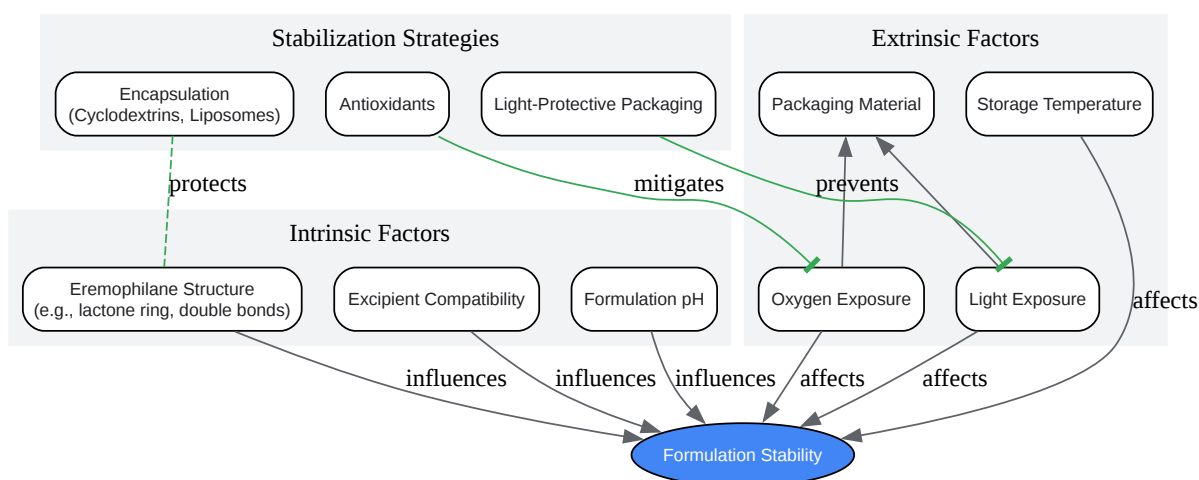 Stabilization Strategies
Extrinsic Factors
Encapsulation
(Cyclodextrins, Liposomes)
Antioxidants
Light-Protective Packaging
Packaging Material
Storage Temperature
protects
mitigates
prevents
Intrinsic Factors
Eremophilane Structure
(e.g., lactone ring, double bonds)
Excipient Compatibility
Formulation pH
Oxygen Exposure
Light Exposure
affects
influences
influences
influences
affects
affects
Formulation Stability